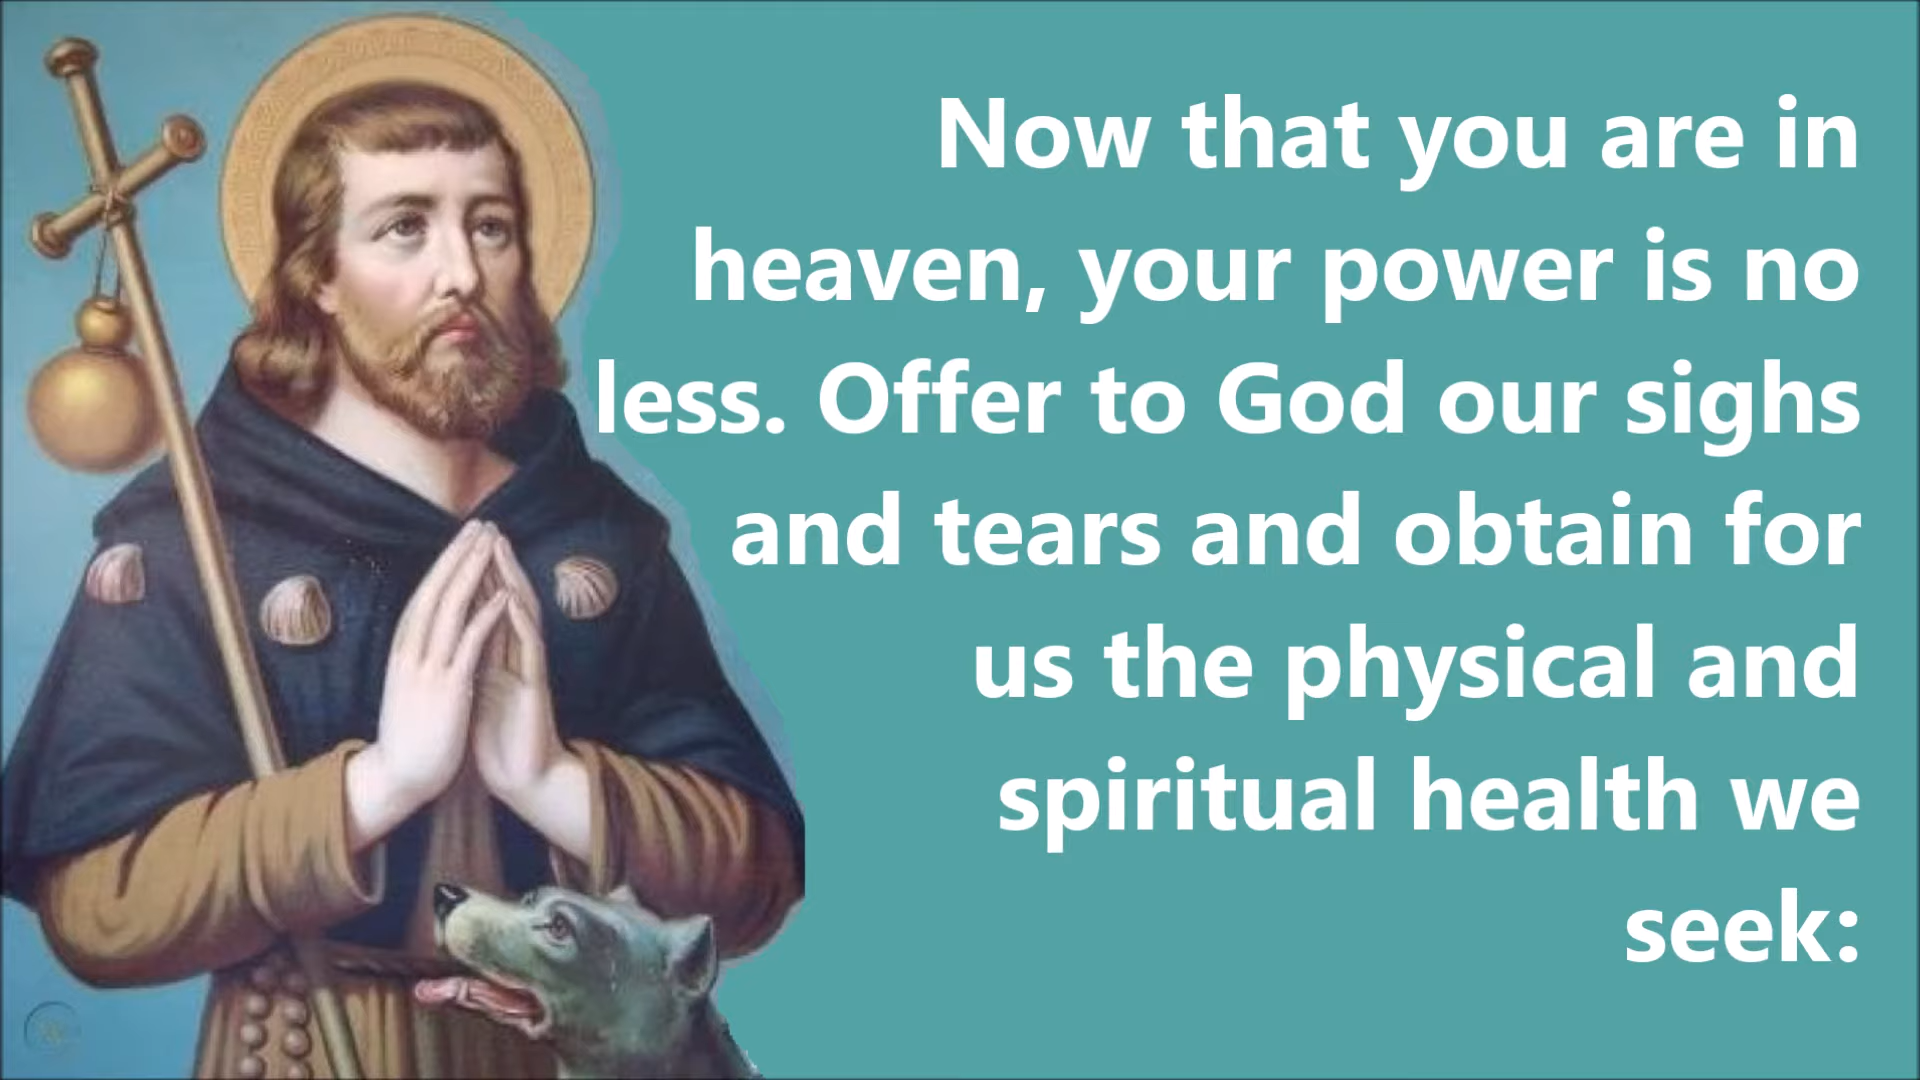 Now that you are in
heaven, your power is no
less. Offer to God our sighs
and tears and obtain for
us the physical and
spiritual health we
seek: